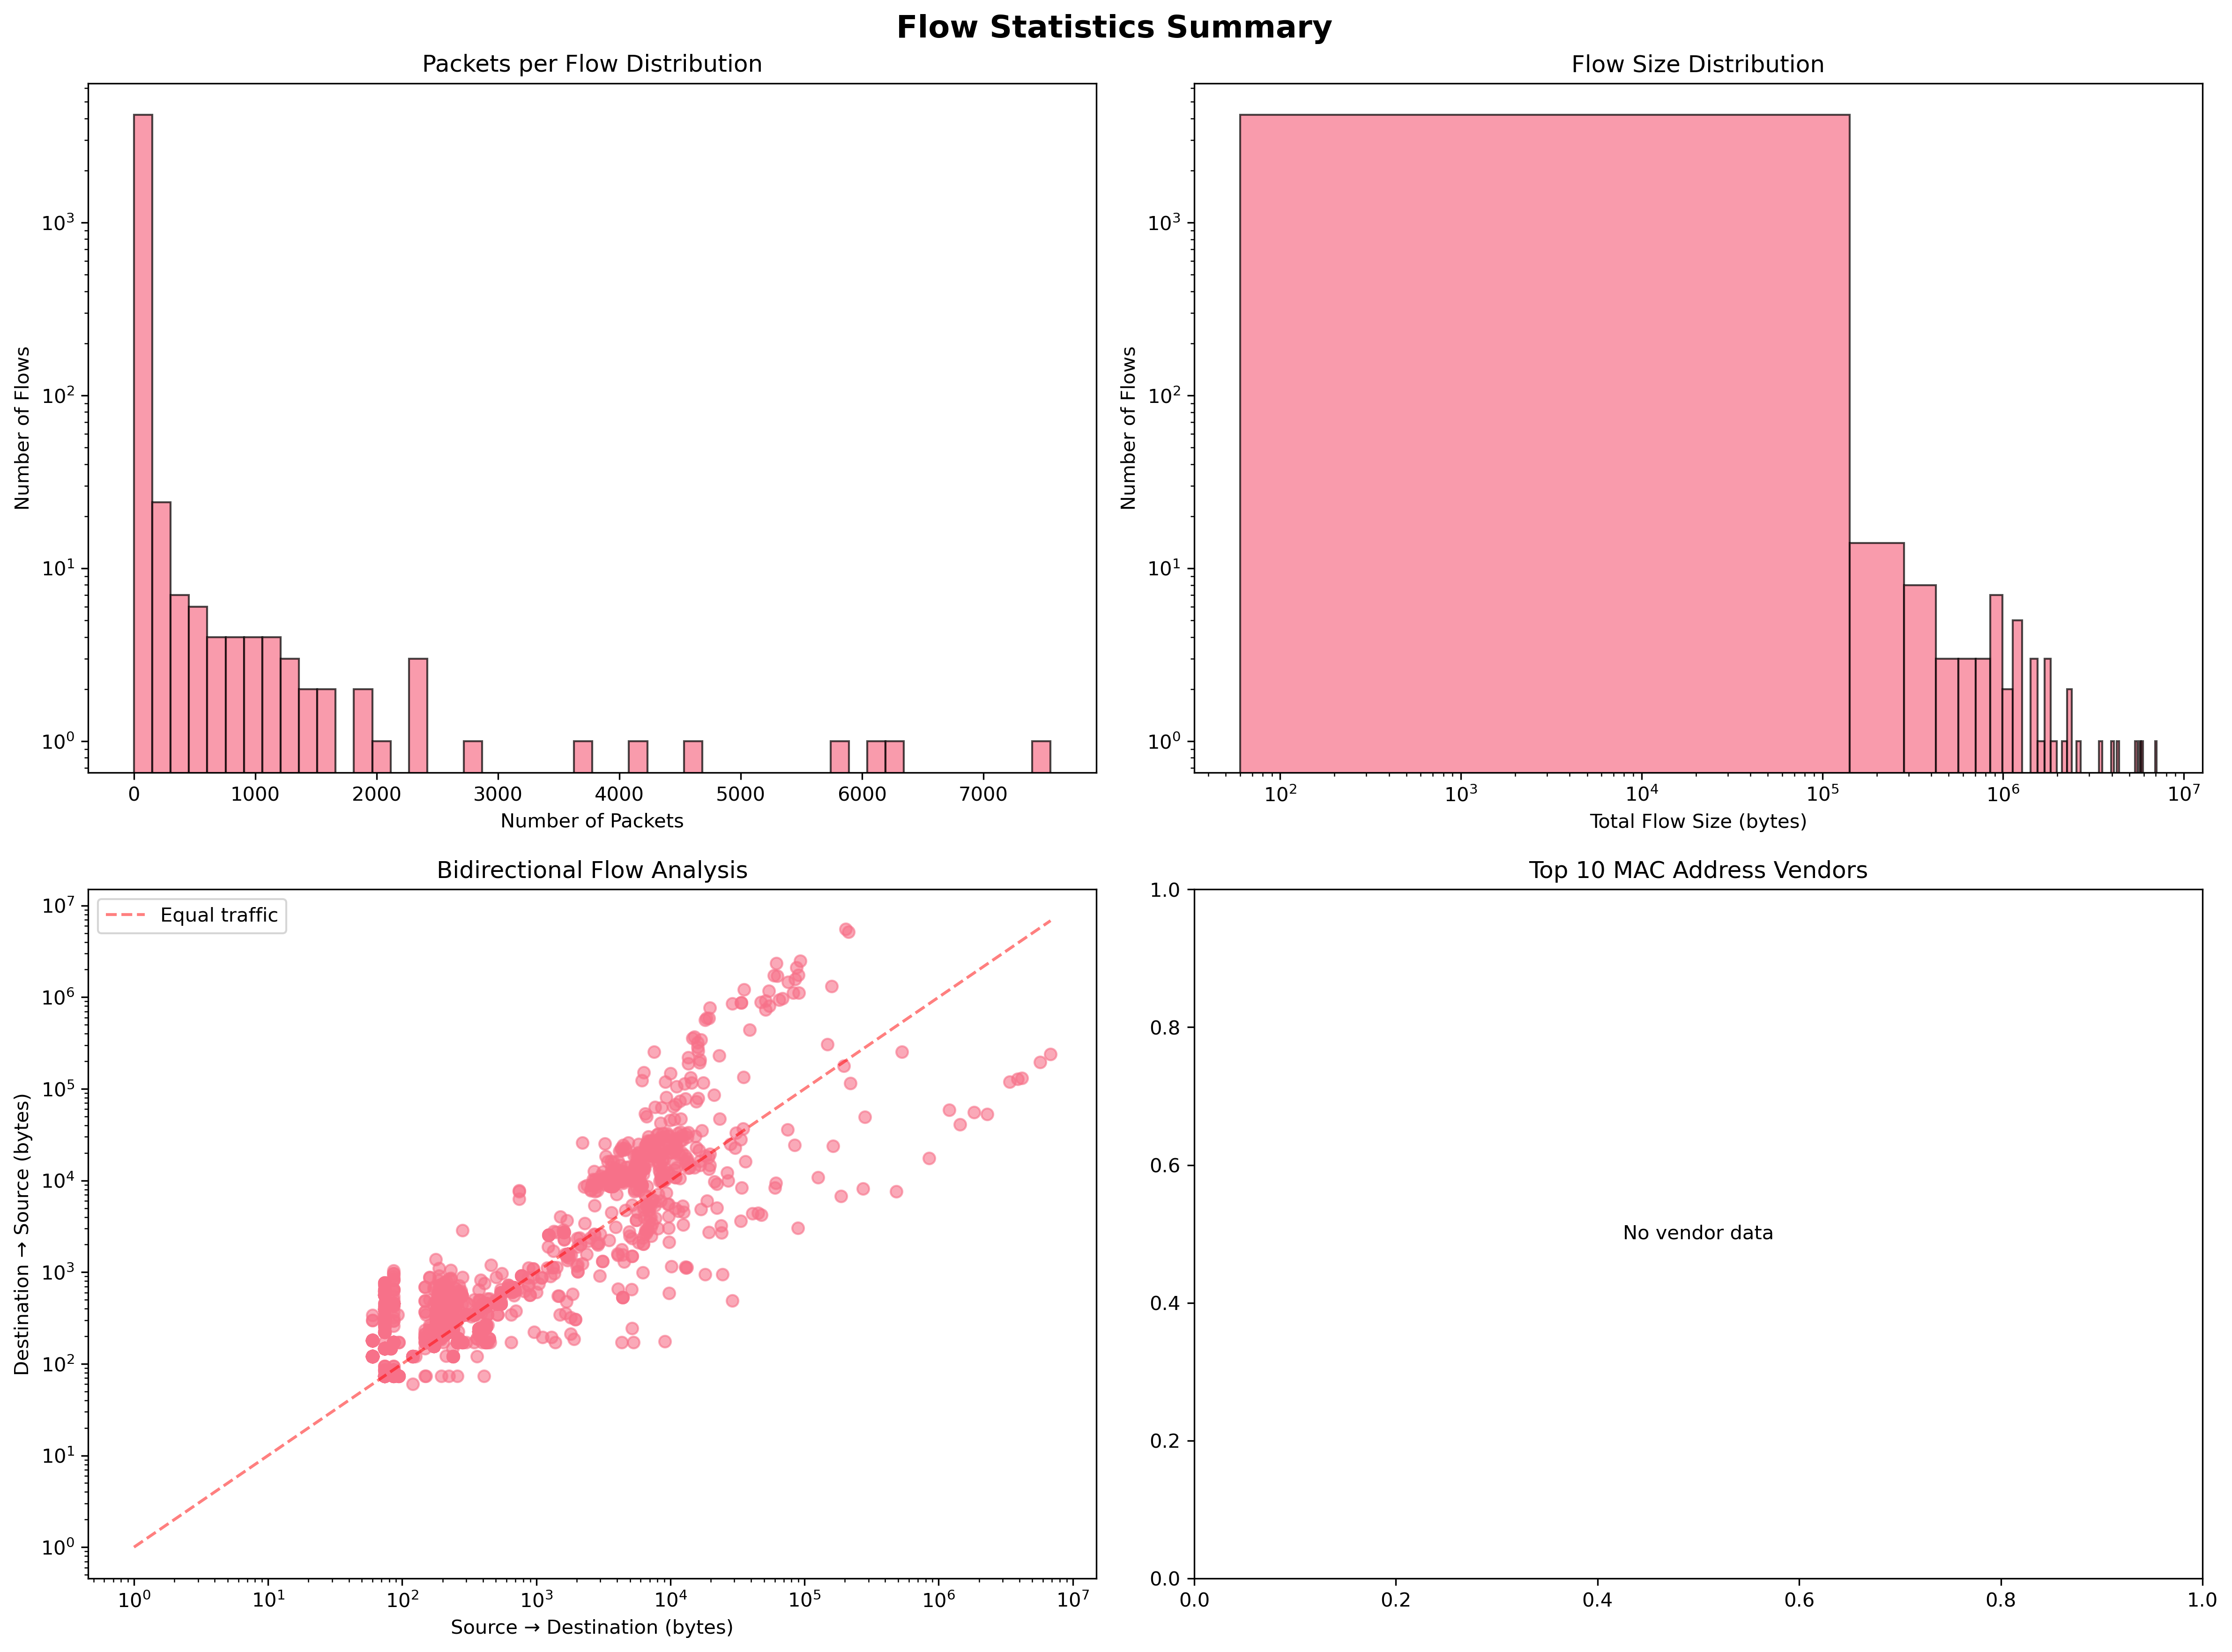 Flow Statistics Summary
Packets per Flow Distribution
Number of Flows
10³
10²
10¹
10⁰
0 1000 2000 3000 4000 5000 6000 7000
Number of Packets
Flow Size Distribution
Number of Flows
10³
10²
10¹
10⁰
10² 10³ 10⁴ 10⁵ 10⁶ 10⁷
Total Flow Size (bytes)
Bidirectional Flow Analysis
Equal traffic
Destination → Source (bytes)
10⁷
10⁶
10⁵
10⁴
10³
10²
10¹
10⁰
10⁰ 10¹ 10² 10³ 10⁴ 10⁵ 10⁶ 10⁷
Source → Destination (bytes)
Top 10 MAC Address Vendors
1.0
0.8
0.6
0.4
0.2
0.0
No vendor data
0.0 0.2 0.4 0.6 0.8 1.0